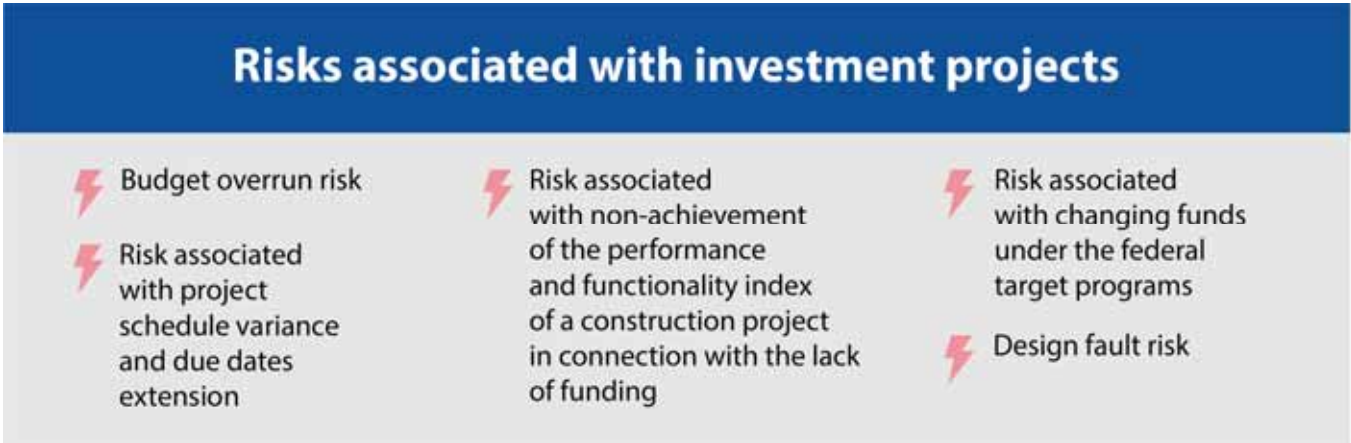 Risks associated with investment projects
Budget overrun risk
Risk associated
with project
schedule variance
and due dates
extension
Risk associated
with non-achievement
of the performance
and functionality index
of a construction project
in connection with the lack
of funding
Risk associated
with changing funds
under the federal
target programs
Design fault risk